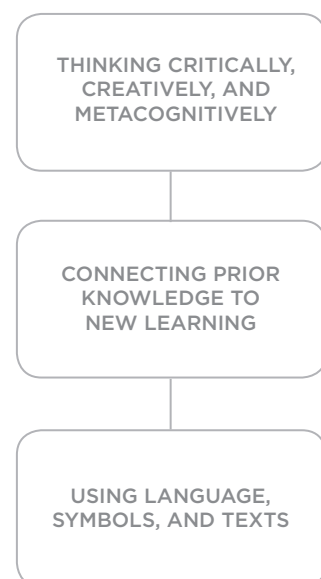 THINKING CRITICALLY,
CREATIVELY, AND
METACOGNITIVELY
CONNECTING PRIOR
KNOWLEDGE TO
NEW LEARNING
USING LANGUAGE,
SYMBOLS, AND TEXTS